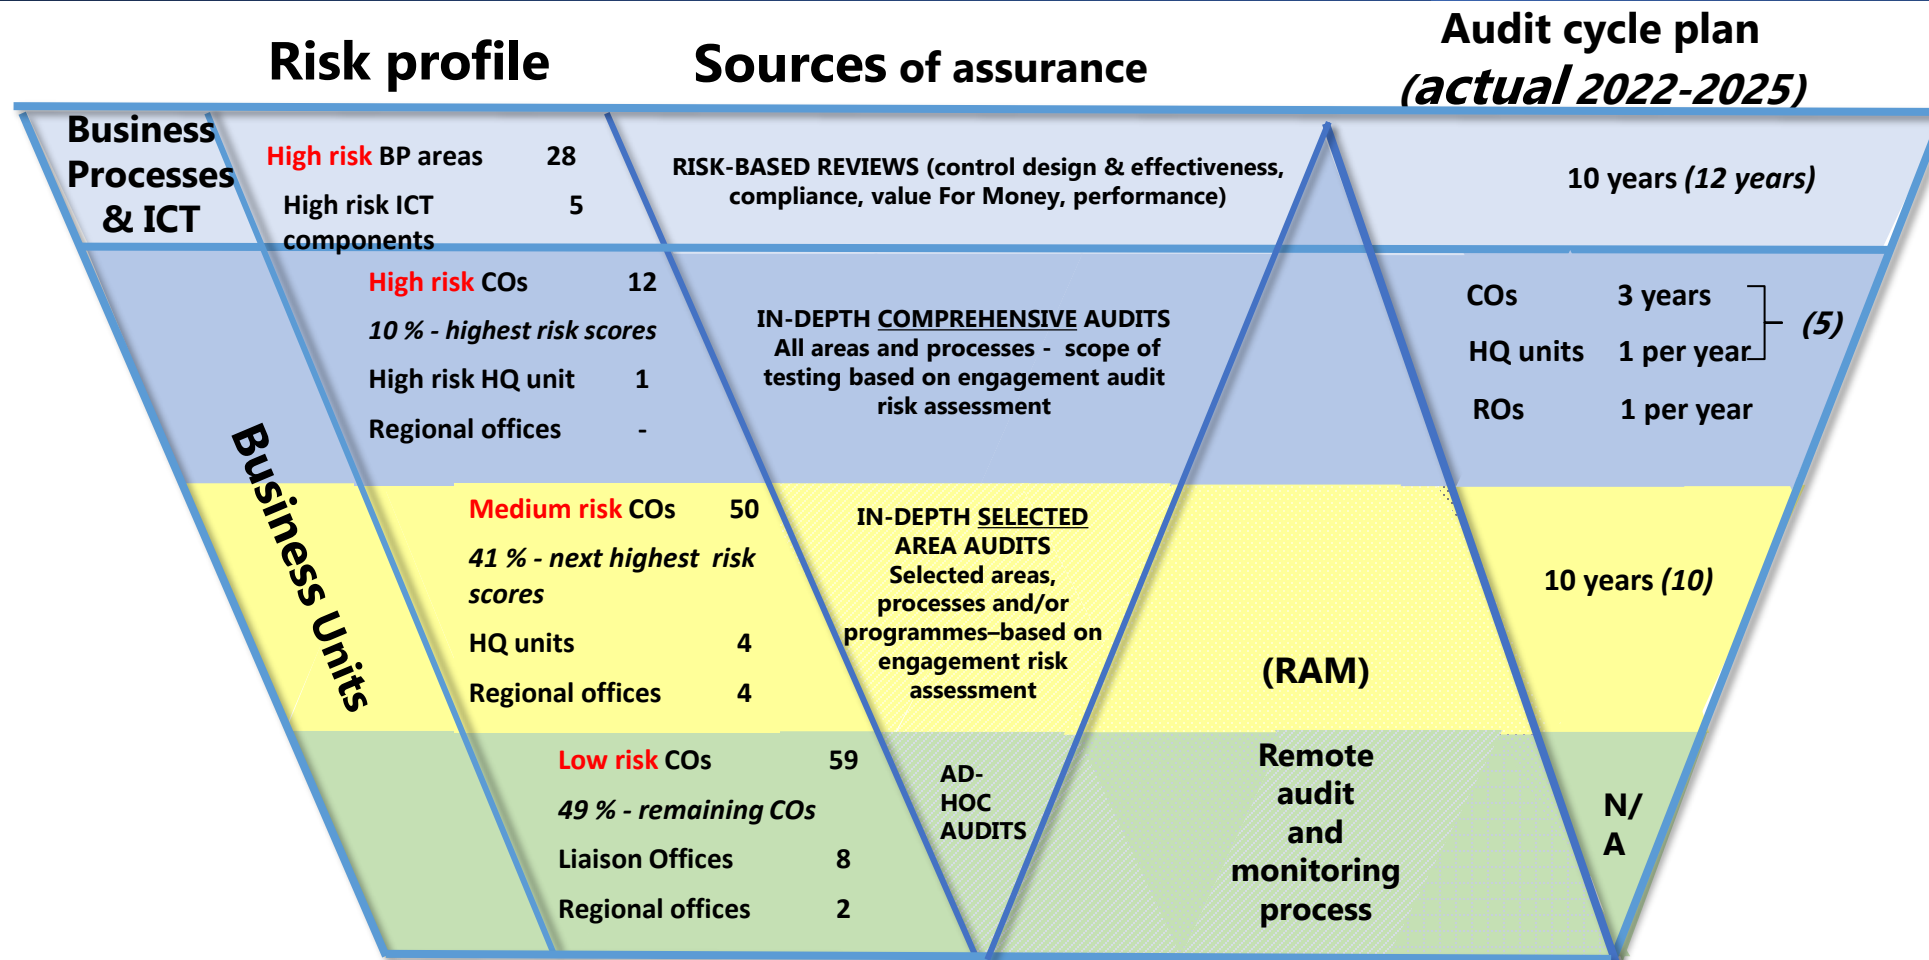 Risk profile
Sources of assurance
Audit cycle plan
(actual 2022-2025)
Business
Processes
& ICT
High risk BP areas 28
High risk ICT 5
components
RISK-BASED REVIEWS (control design & effectiveness,
compliance, value For Money, performance)
10 years (12 years)
Business Units
High risk COs 12
10 % - highest risk scores
High risk HQ unit 1
Regional offices -
IN-DEPTH COMPREHENSIVE AUDITS
All areas and processes - scope of
testing based on engagement audit
risk assessment
COs 3 years
HQ units 1 per year
(5)
ROs 1 per year
Medium risk COs 50
41 % - next highest risk
scores
HQ units 4
Regional offices 4
IN-DEPTH SELECTED
AREA AUDITS
Selected areas,
processes and/or
programmes–based on
engagement risk
assessment
(RAM)
10 years (10)
Low risk COs 59
49 % - remaining COs
Liaison Offices 8
Regional offices 2
AD-
HOC
AUDITS
Remote
audit
and
monitoring
process
N/
A